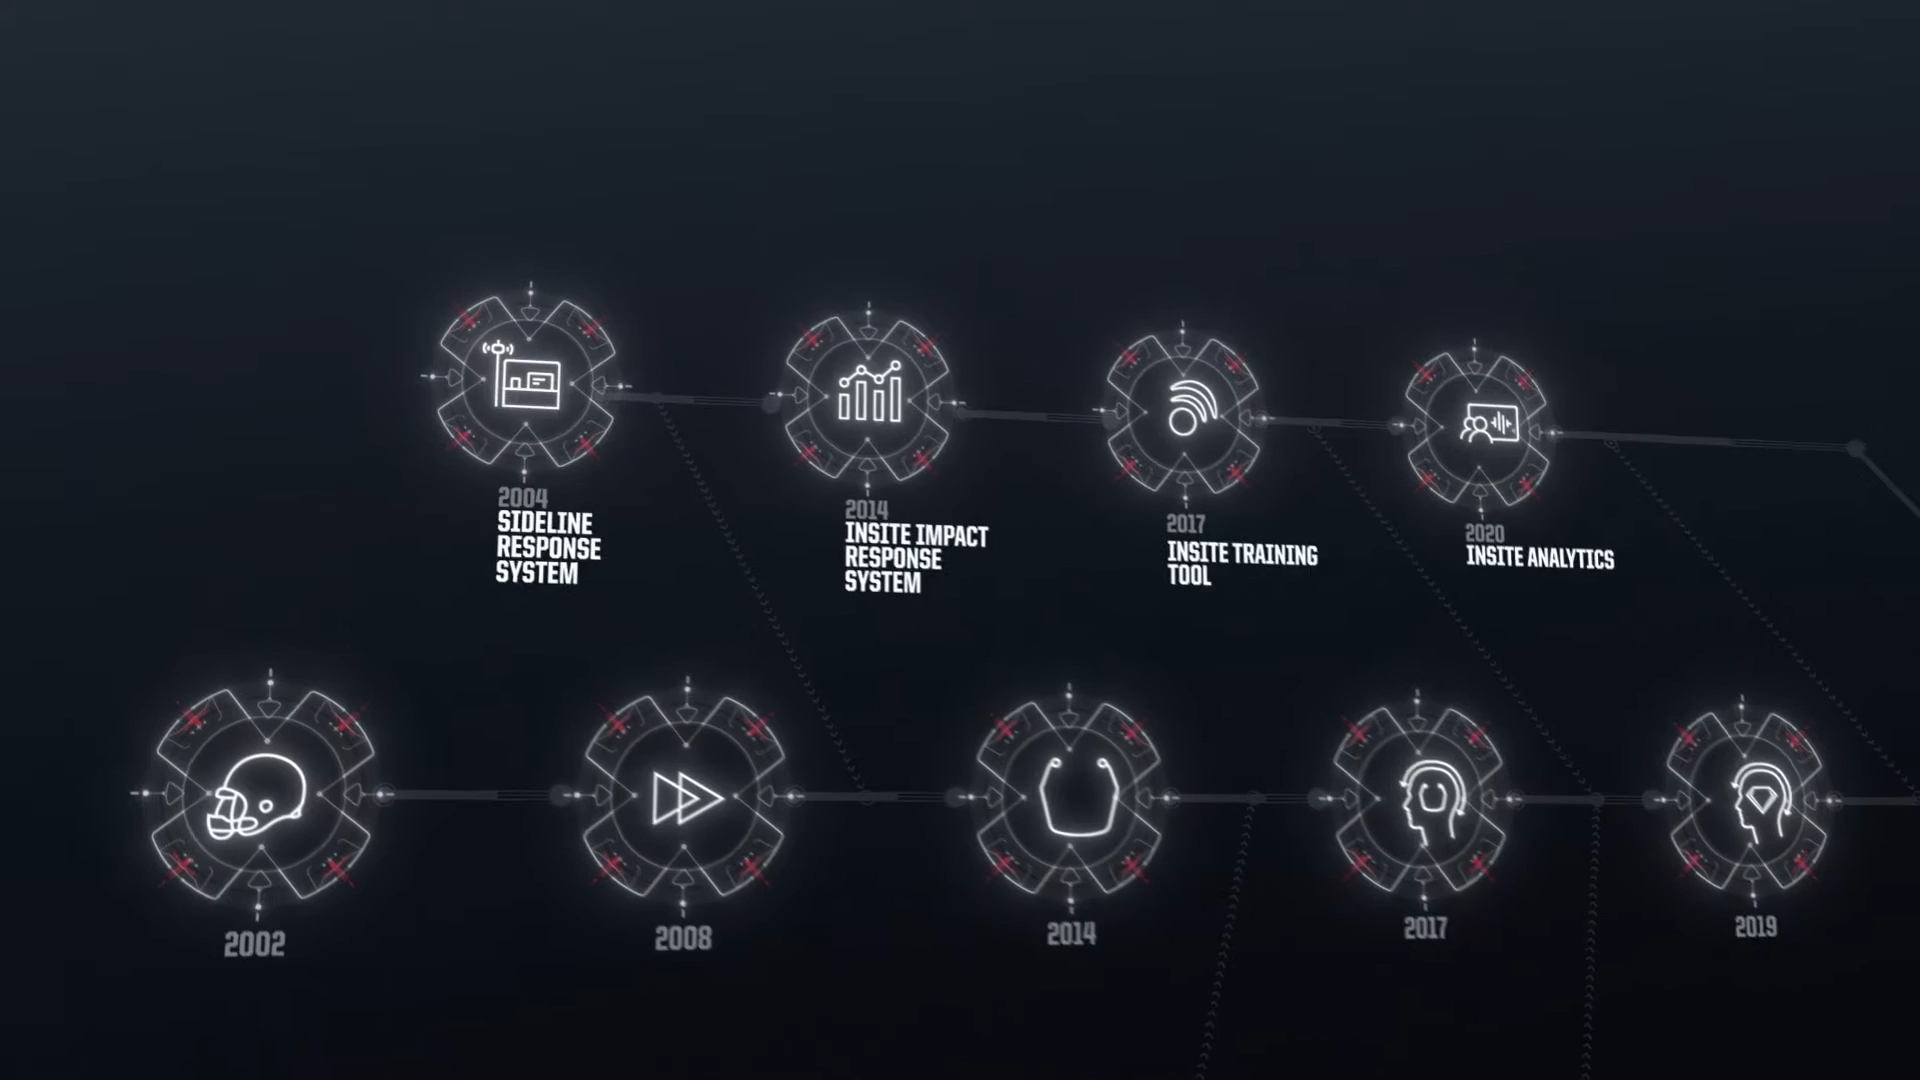 2004
SIDELINE
RESPONSE
SYSTEM
2014
INSITE IMPACT
RESPONSE
SYSTEM
2017
INSITE TRAINING
TOOL
2020
INSITE ANALYTICS
2002
2008
2014
2017
2019